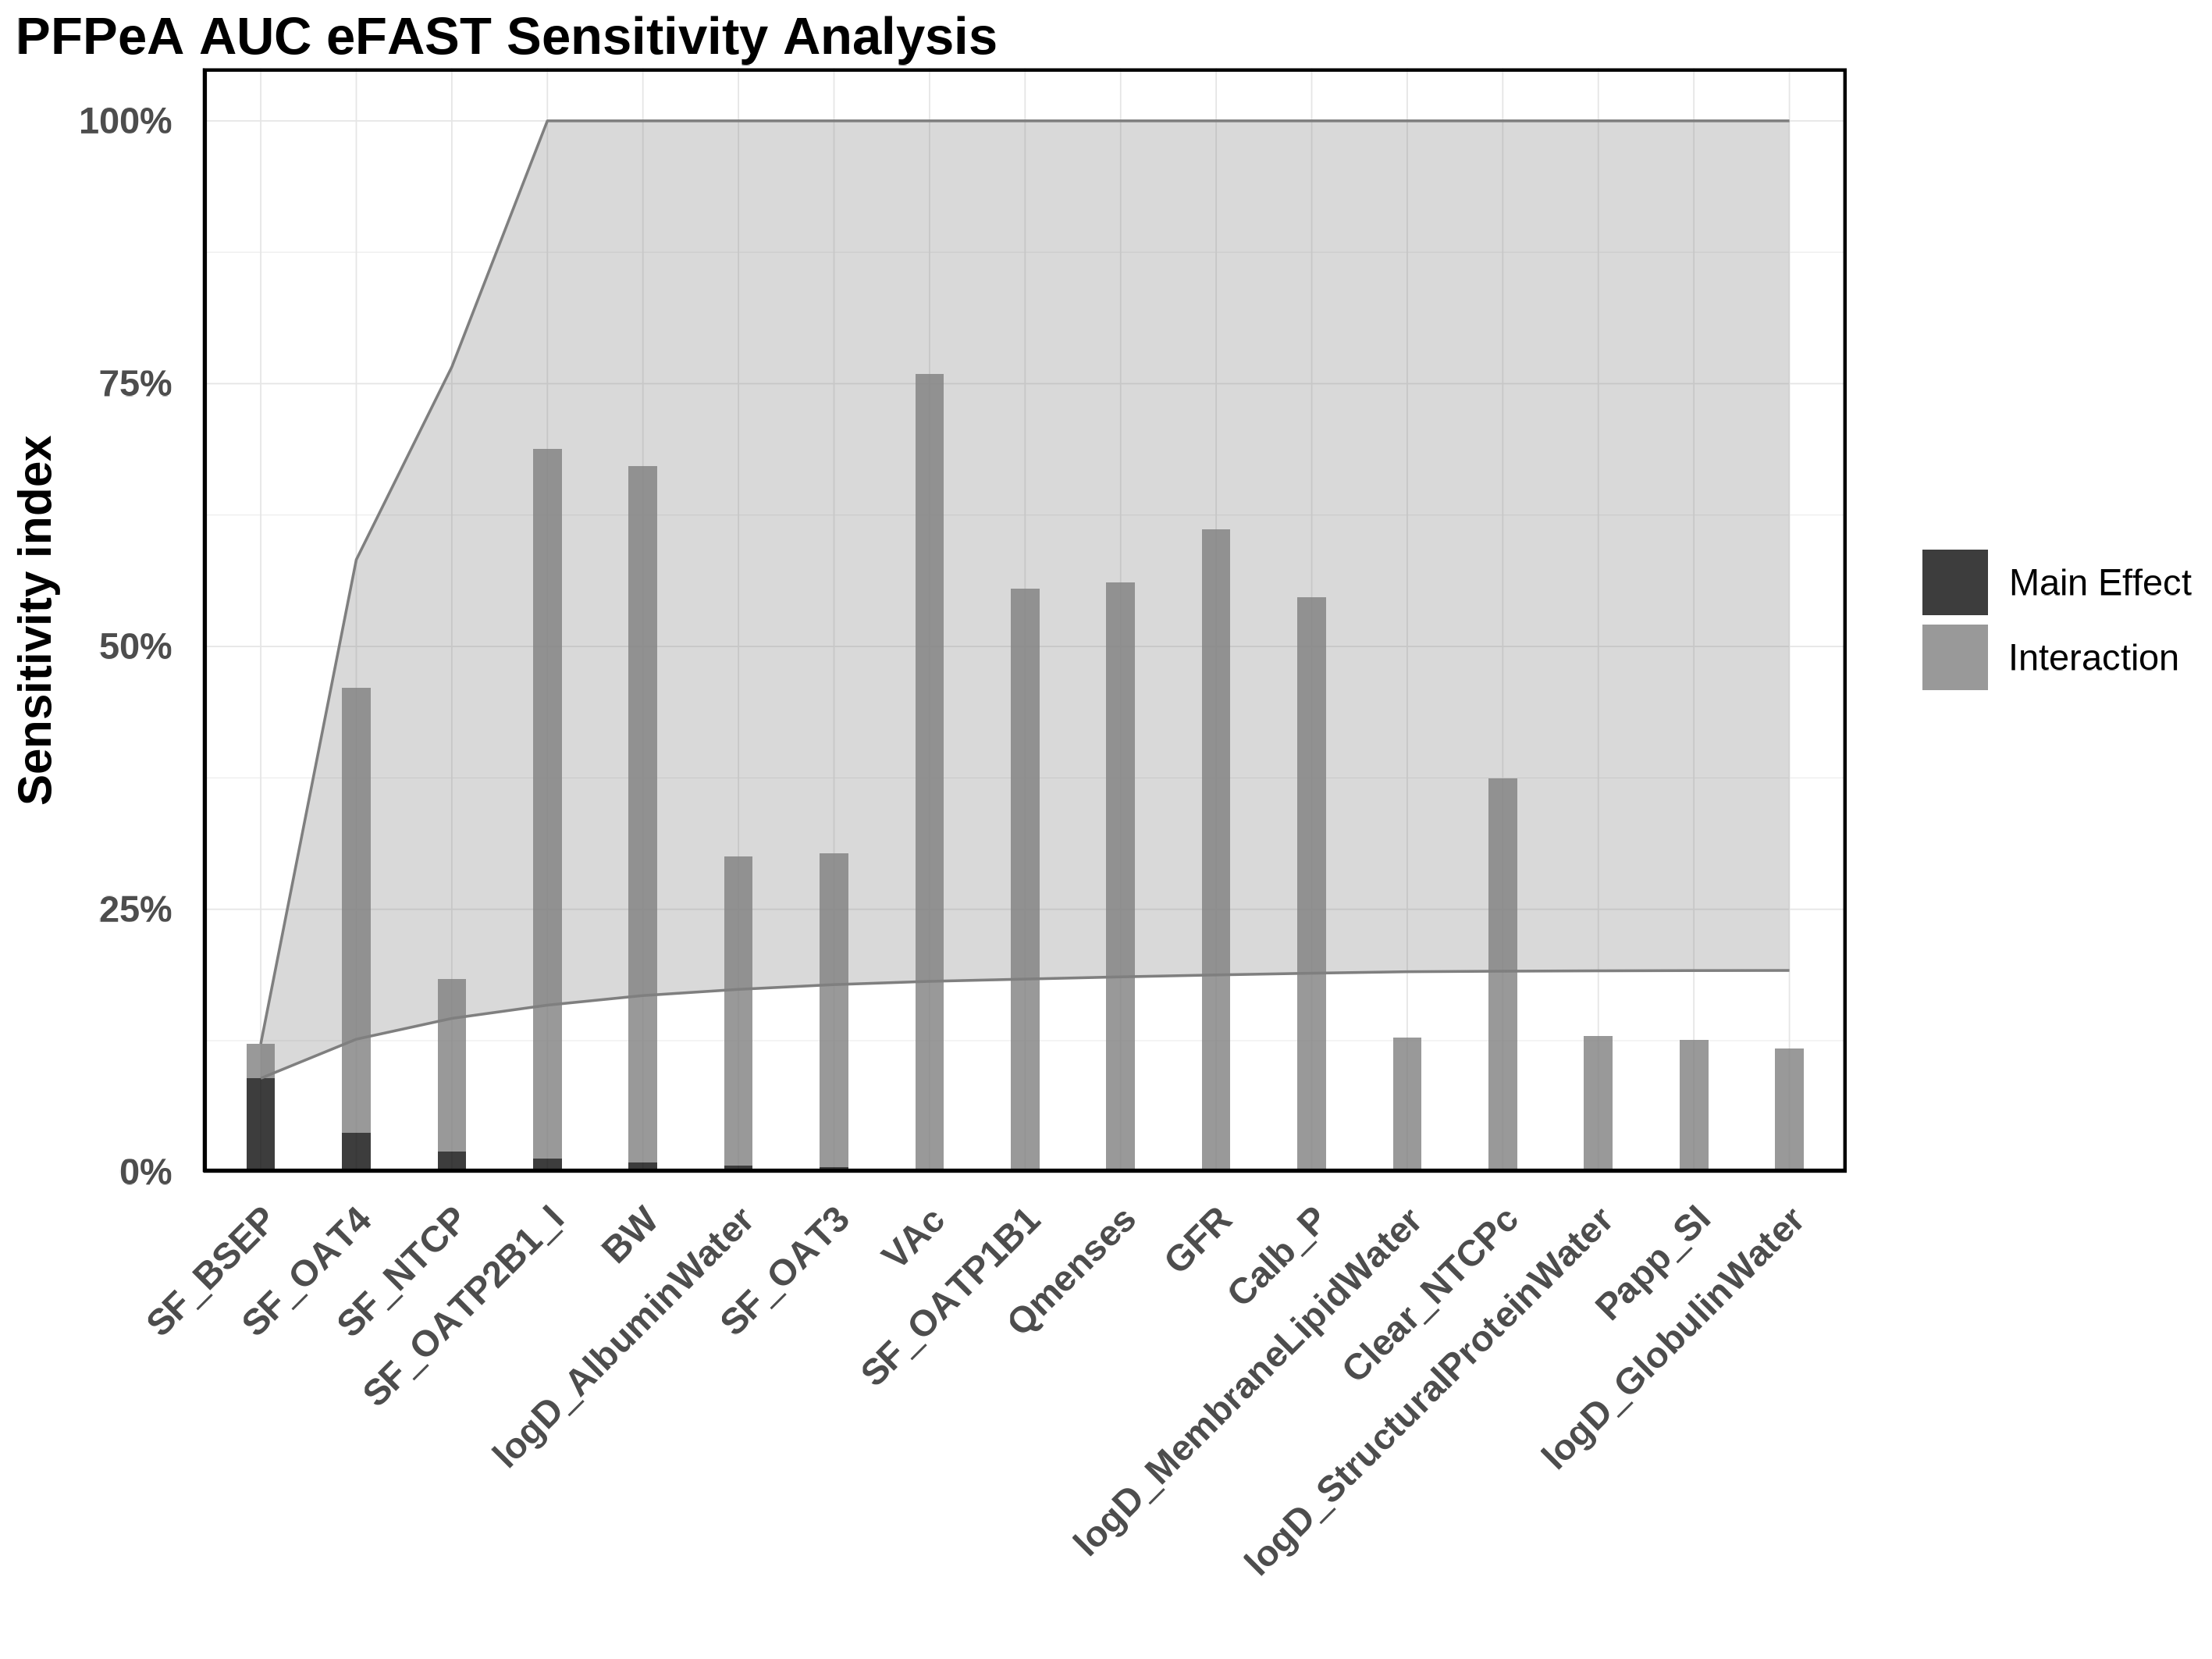 PFPeA AUC eFAST Sensitivity Analysis
Sensitivity index
100%
75%
50%
25%
0%
SF_BSEP
SF_OAT4
SF_NTCP
SF_OATP2B1_I
BW
logD_AlbuminWater
SF_OAT3
VAc
SF_OATP1B1
Qmenses
GFR
Calb_P
logD_MembraneLipidWater
Clear_NTCPc
logD_StructuralProteinWater
Papp_SI
logD_GlobulinWater
Main Effect
Interaction